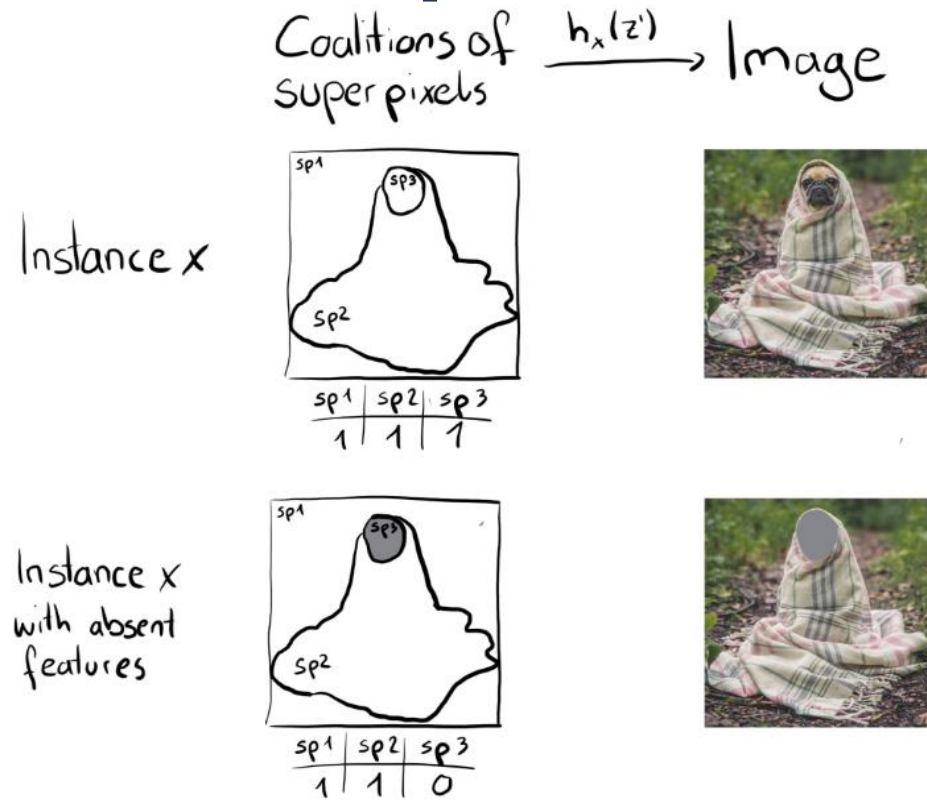 Coalitions of
superpixels
hₓ(z')
Image
Instance x
sp1
sp3
sp2
sp1 sp2 sp3
1 1 1
Instance x
with absent
features
sp1
sp3
sp2
sp1 sp2 sp3
1 1 0